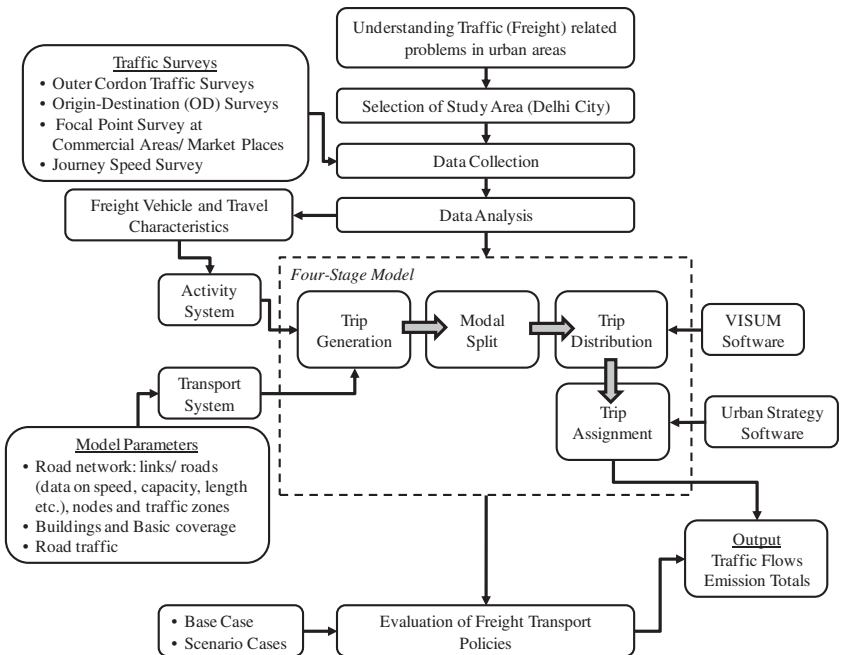 Understanding Traffic (Freight) related
problems in urban areas
Traffic Surveys
• Outer Cordon Traffic Surveys
• Origin-Destination (OD) Surveys
• Focal Point Survey at
Commercial Areas/ Market Places
• Journey Speed Survey
Selection of Study Area (Delhi City)
Data Collection
Freight Vehicle and Travel
Characteristics
Data Analysis
Four-Stage Model
Activity
System
Trip
Generation
Modal
Split
Trip
Distribution
VISUM
Software
Transport
System
Trip
Assignment
Urban Strategy
Software
Model Parameters
• Road network: links/ roads
(data on speed, capacity, length
etc.), nodes and traffic zones
• Buildings and Basic coverage
• Road traffic
Output
Traffic Flows
Emission Totals
• Base Case
• Scenario Cases
Evaluation of Freight Transport
Policies